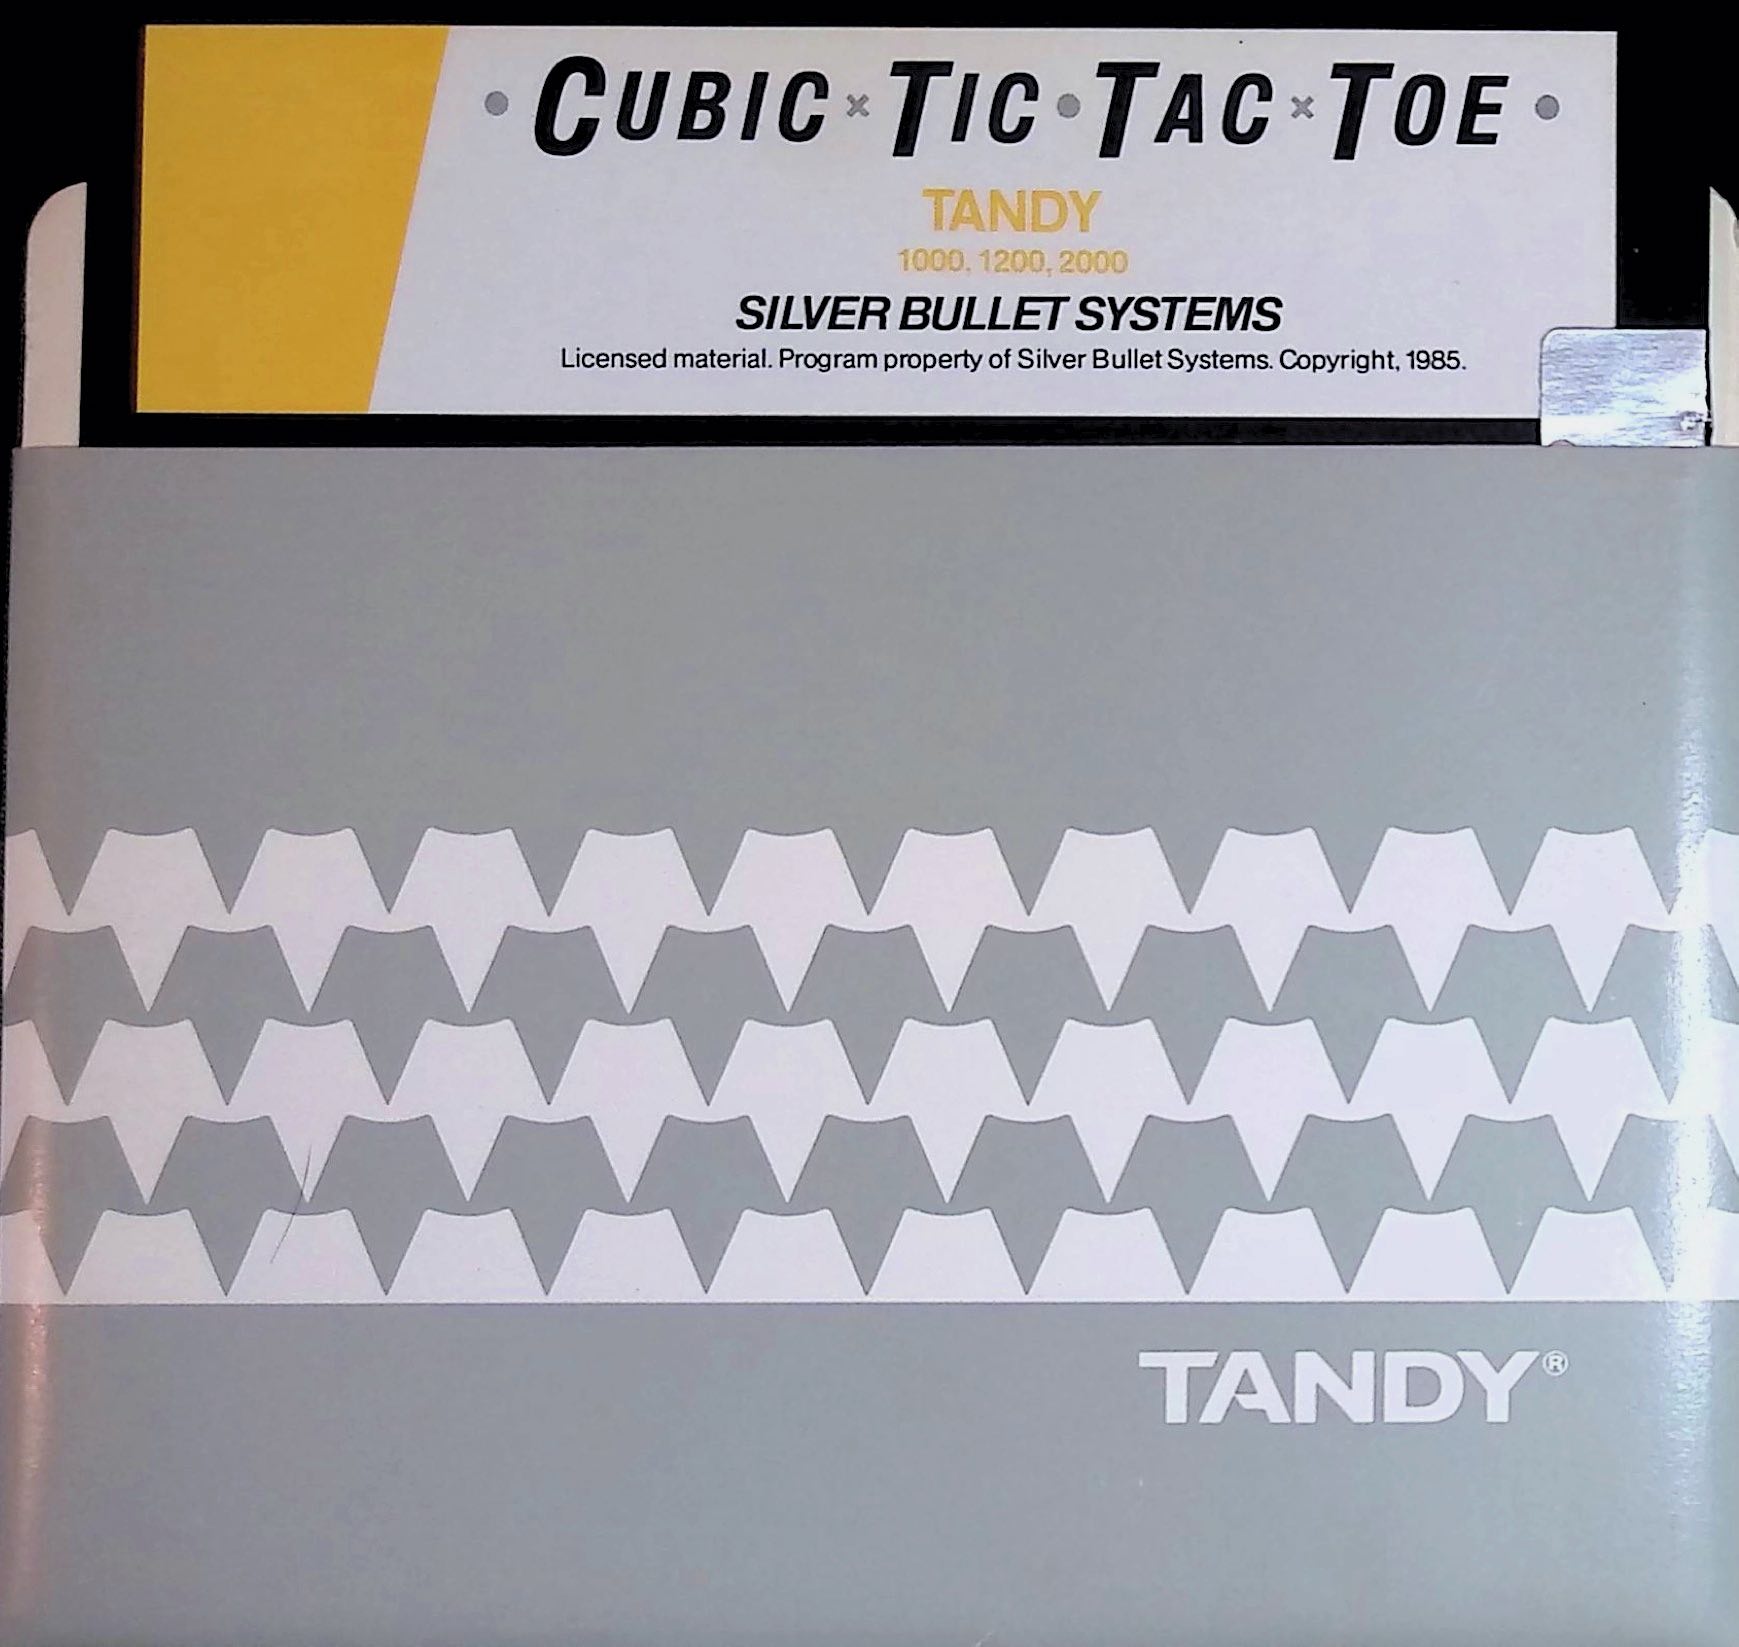 • CUBIC × TIC • TAC × TOE •
TANDY
1000, 1200, 2000
SILVER BULLET SYSTEMS
Licensed material. Program property of Silver Bullet Systems. Copyright, 1985.
TANDY®